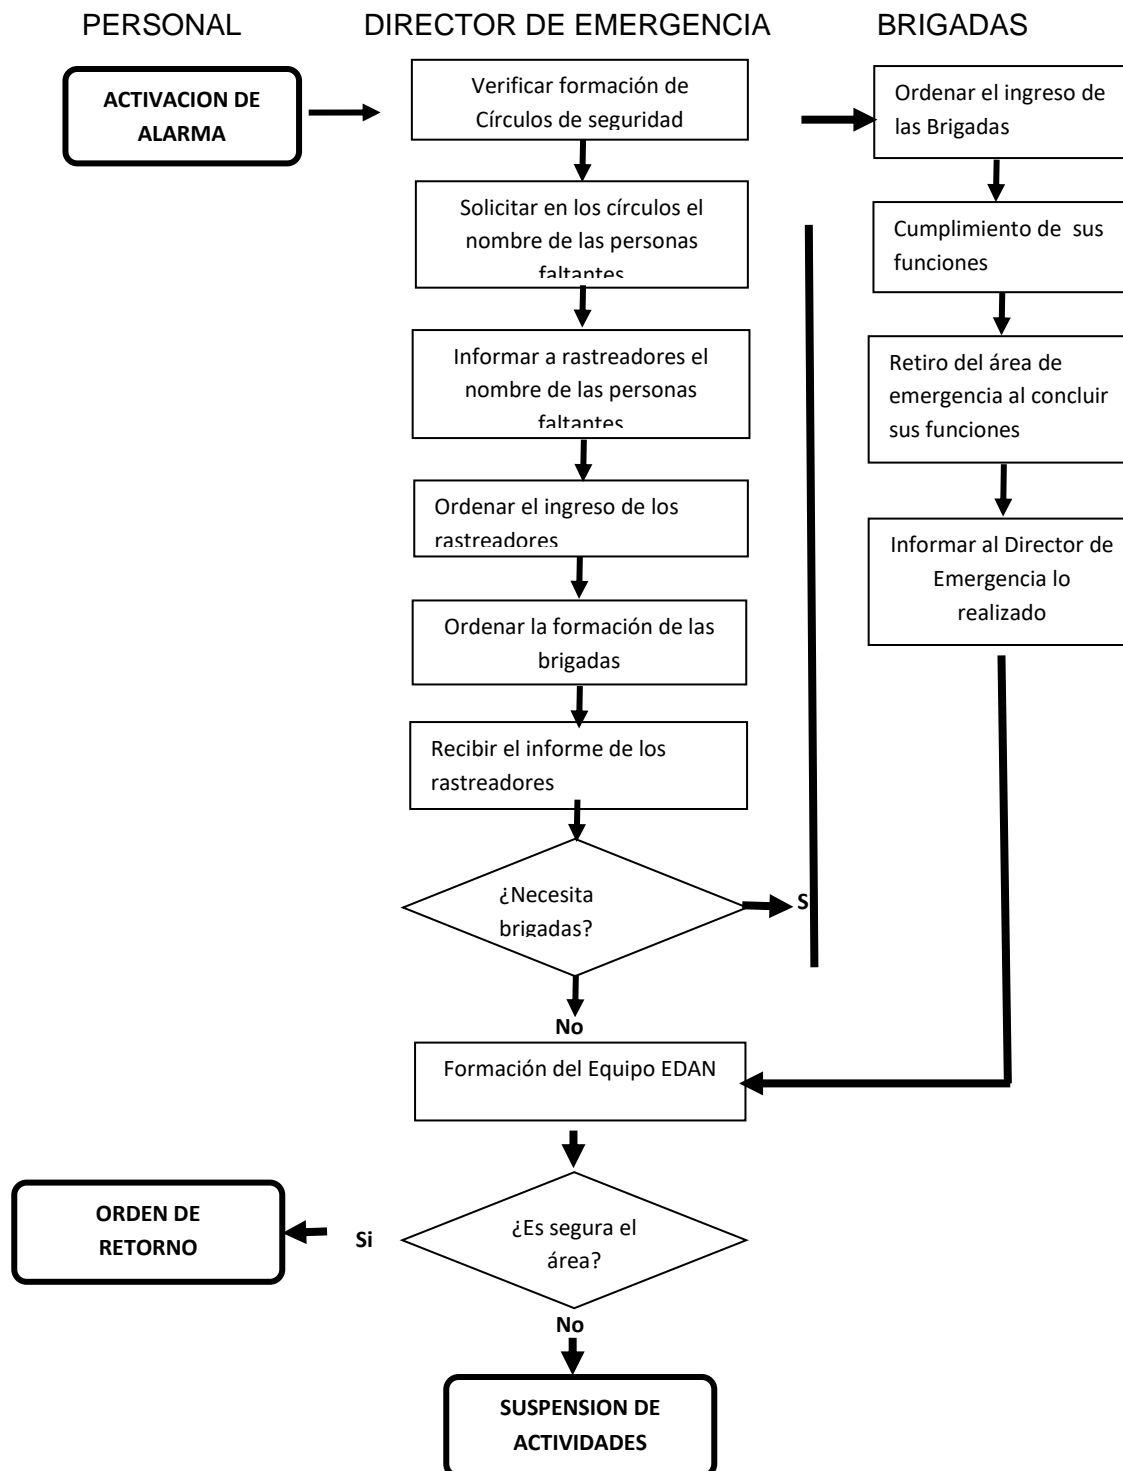 PERSONAL
DIRECTOR DE EMERGENCIA
BRIGADAS
ACTIVACION DE
ALARMA
Verificar formación de
Círculos de seguridad
Solicitar en los círculos el
nombre de las personas
faltantes
Informar a rastreadores el
nombre de las personas
faltantes
Ordenar el ingreso de los
rastreadores
Ordenar la formación de las
brigadas
Recibir el informe de los
rastreadores
¿Necesita
brigadas?
S
No
Ordenar el ingreso de
las Brigadas
Cumplimiento de sus
funciones
Retiro del área de
emergencia al concluir
sus funciones
Informar al Director de
Emergencia lo
realizado
Formación del Equipo EDAN
¿Es segura el
área?
Si
ORDEN DE
RETORNO
No
SUSPENSION DE
ACTIVIDADES